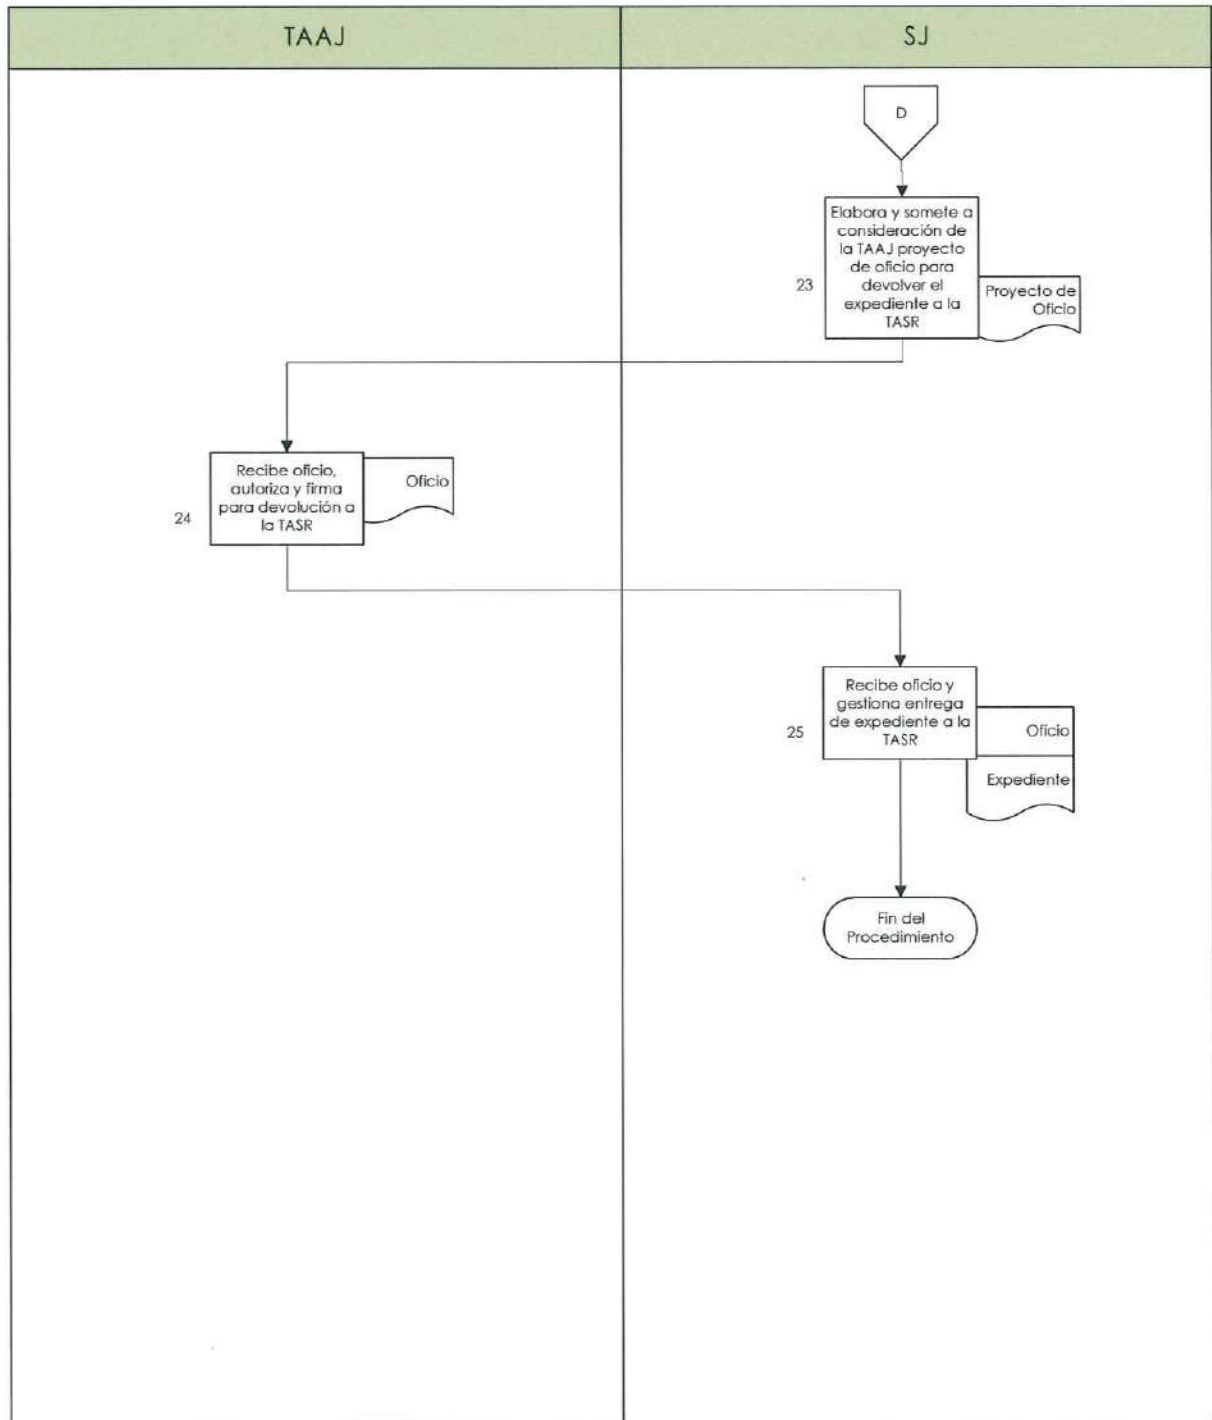 TAAJ
SJ
D
Elabora y somete a
consideración de
la TAAJ proyecto
de oficio para
devolver el
expediente a la
TASR
23
Proyecto de
Oficio
Recibe oficio,
autoriza y firma
para devolución a
la TASR
24
Oficio
Recibe oficio y
gestiona entrega
de expediente a la
TASR
25
Oficio
Expediente
Fin del
Procedimiento